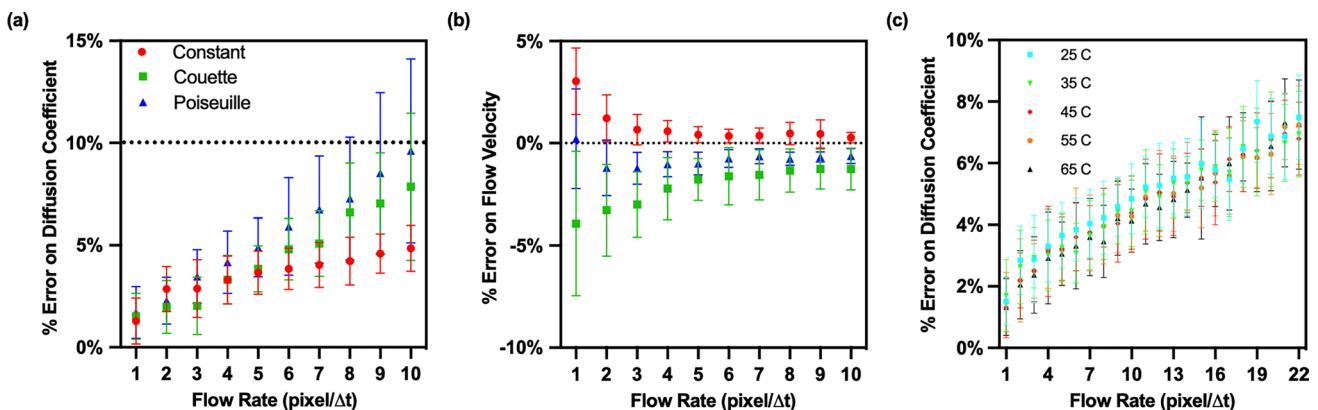 (a)
% Error on Diffusion Coefficient
15%
10%
5%
0%
Constant
Couette
Poiseuille
1 2 3 4 5 6 7 8 9 10
Flow Rate (pixel/Δt)
(b)
% Error on Flow Velocity
5%
0%
-5%
-10%
1 2 3 4 5 6 7 8 9 10
Flow Rate (pixel/Δt)
(c)
% Error on Diffusion Coefficient
10%
8%
6%
4%
2%
0%
25 C
35 C
45 C
55 C
65 C
1 4 7 10 13 16 19 22
Flow Rate (pixel/Δt)